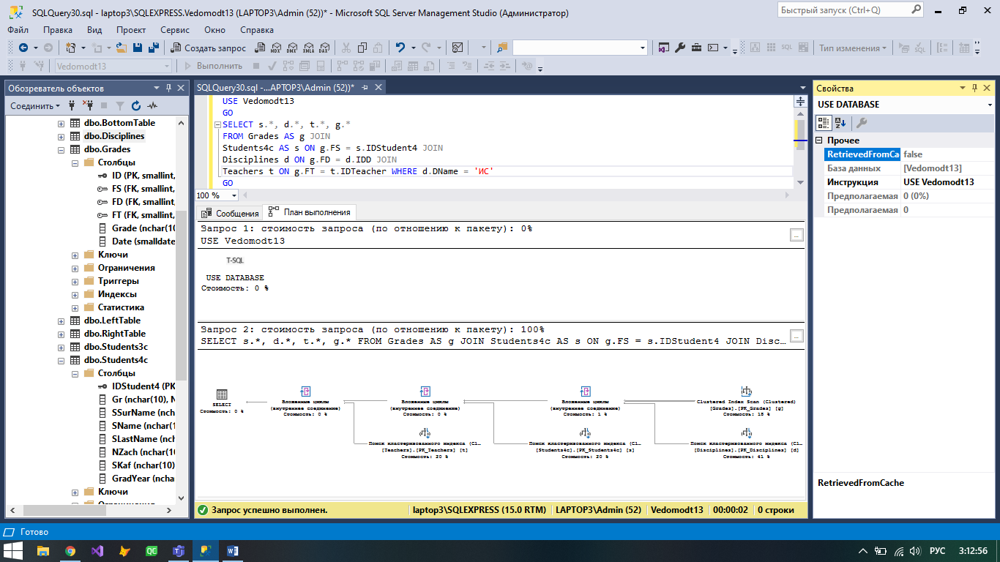 SQLQuery30.sql - laptop3\SQLEXPRESS.Vedomodt13 (LAPTOP3\Admin (52))* - Microsoft SQL Server Management Studio (Администратор)
Быстрый запуск (Ctrl+Q)
Файл Правка Вид Проект Сервис Окно Справка
Создать запрос MDX DMX XMLA DAX Тип изменения
Vedomodt13 Выполнить
Обозреватель объектов
Соединить
dbo.BottomTable
dbo.Disciplines
dbo.Grades
Столбцы
ID (PK, smallint,
FS (FK, smallint,
FD (FK, smallint,
FT (FK, smallint,
Grade (nchar(10
Date (smalldate
Ключи
Ограничения
Триггеры
Индексы
Статистика
dbo.LeftTable
dbo.RightTable
dbo.Students3c
dbo.Students4c
Столбцы
IDStudent4 (PK
Gr (nchar(10), N
SSurName (nch
SName (nchar(1
SLastName (nch
NZach (nchar(10
SKaf (nchar(10)
GradYear (nchar
Ключи
SQLQuery30.sql -...APTOP3\Admin (52))*
USE Vedomodt13
GO
SELECT s.*, d.*, t.*, g.*
FROM Grades AS g JOIN
Students4c AS s ON g.FS = s.IDStudent4 JOIN
Disciplines d ON g.FD = d.IDD JOIN
Teachers t ON g.FT = t.IDTeacher WHERE d.DName = 'ИС'
GO
100 %
Сообщения План выполнения
Запрос 1: стоимость запроса (по отношению к пакету): 0%
USE Vedomodt13
T-SQL
USE DATABASE
Стоимость: 0 %
Запрос 2: стоимость запроса (по отношению к пакету): 100%
SELECT s.*, d.*, t.*, g.* FROM Grades AS g JOIN Students4c AS s ON g.FS = s.IDStudent4 JOIN Disc...
SELECT
Стоимость: 0 %
Вложенные циклы
(внутреннее соединение)
Стоимость: 0 %
Вложенные циклы
(внутреннее соединение)
Стоимость: 0 %
Вложенные циклы
(внутреннее соединение)
Стоимость: 1 %
Clustered Index Scan (Clustered)
[Grades].[PK_Grades] [g]
Стоимость: 18 %
Поиск кластеризованного индекса (Cl...
[Teachers].[PK_Teachers] [t]
Стоимость: 20 %
Поиск кластеризованного индекса (Cl...
[Students4c].[PK_Students4c] [s]
Стоимость: 20 %
Поиск кластеризованного индекса (Cl...
[Disciplines].[PK_Disciplines] [d]
Стоимость: 41 %
Запрос успешно выполнен. laptop3\SQLEXPRESS (15.0 RTM) LAPTOP3\Admin (52) Vedomodt13 00:00:02 0 строки
Свойства
USE DATABASE
Прочее
RetrievedFromCa false
База данных [Vedomodt13]
Инструкция USE Vedomodt13
Предполагаемая 0 (0%)
Предполагаемая 0
RetrievedFromCache
Готово
QC
РУС 3:12:56